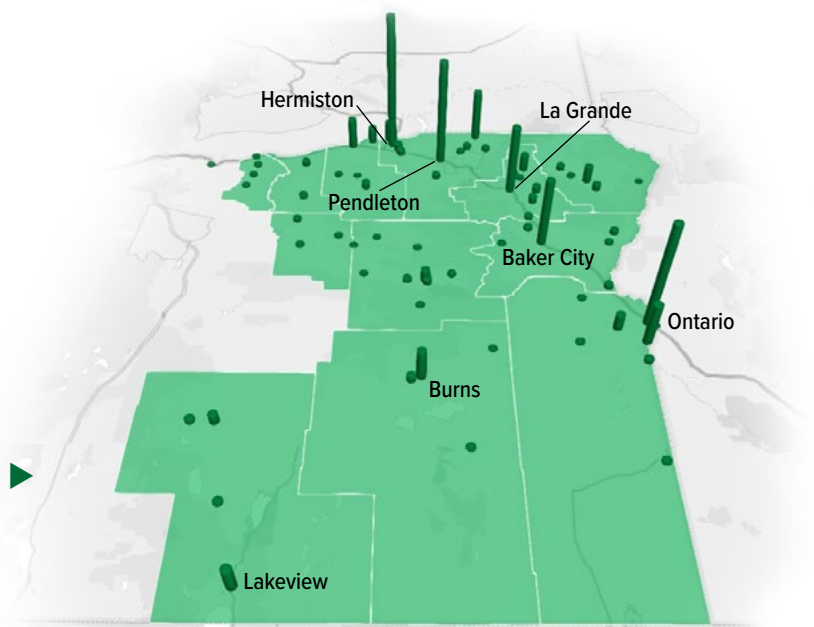 Hermiston
La Grande
Pendleton
Baker City
Ontario
Burns
Lakeview